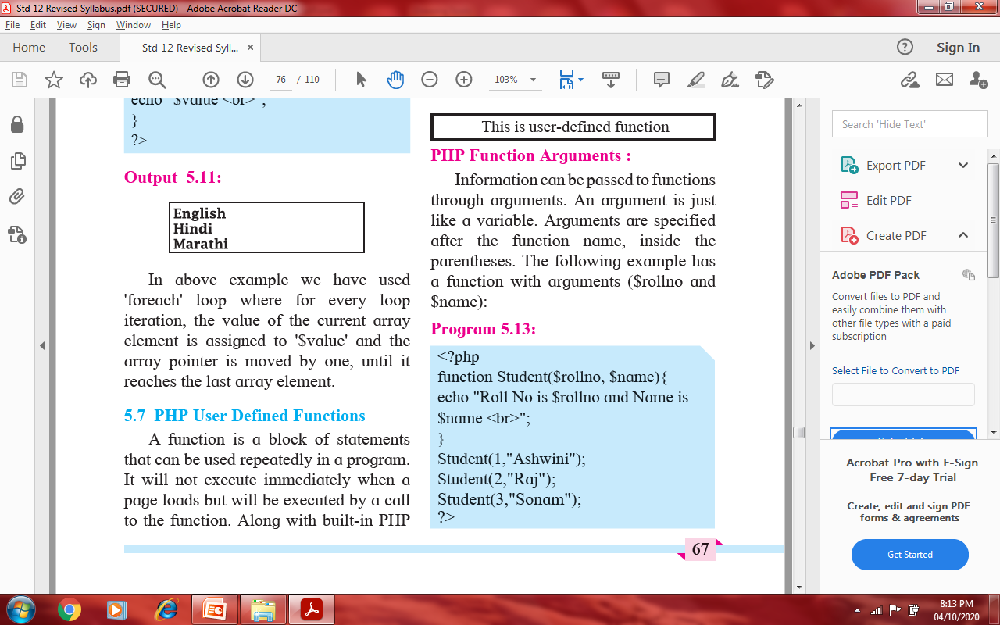 Std 12 Revised Syllabus.pdf (SECURED) - Adobe Acrobat Reader DC
File Edit View Sign Window Help
Home Tools Std 12 Revised Syll... × Sign In
76 / 110 103%
echo "$value <br>";
}
?>
Output 5.11:
English
Hindi
Marathi
In above example we have used
'foreach' loop where for every loop
iteration, the value of the current array
element is assigned to '$value' and the
array pointer is moved by one, until it
reaches the last array element.
5.7 PHP User Defined Functions
A function is a block of statements
that can be used repeatedly in a program.
It will not execute immediately when a
page loads but will be executed by a call
to the function. Along with built-in PHP
This is user-defined function
PHP Function Arguments :
Information can be passed to functions
through arguments. An argument is just
like a variable. Arguments are specified
after the function name, inside the
parentheses. The following example has
a function with arguments ($rollno and
$name):
Program 5.13:
<?php
function Student($rollno, $name){
echo "Roll No is $rollno and Name is
$name <br>";
}
Student(1,"Ashwini");
Student(2,"Raj");
Student(3,"Sonam");
?>
67
Search 'Hide Text'
Export PDF
Edit PDF
Create PDF
Adobe PDF Pack
Convert files to PDF and
easily combine them with
other file types with a paid
subscription
Select File to Convert to PDF
Select File
Acrobat Pro with E-Sign
Free 7-day Trial
Create, edit and sign PDF
forms & agreements
Get Started
8:13 PM
04/10/2020